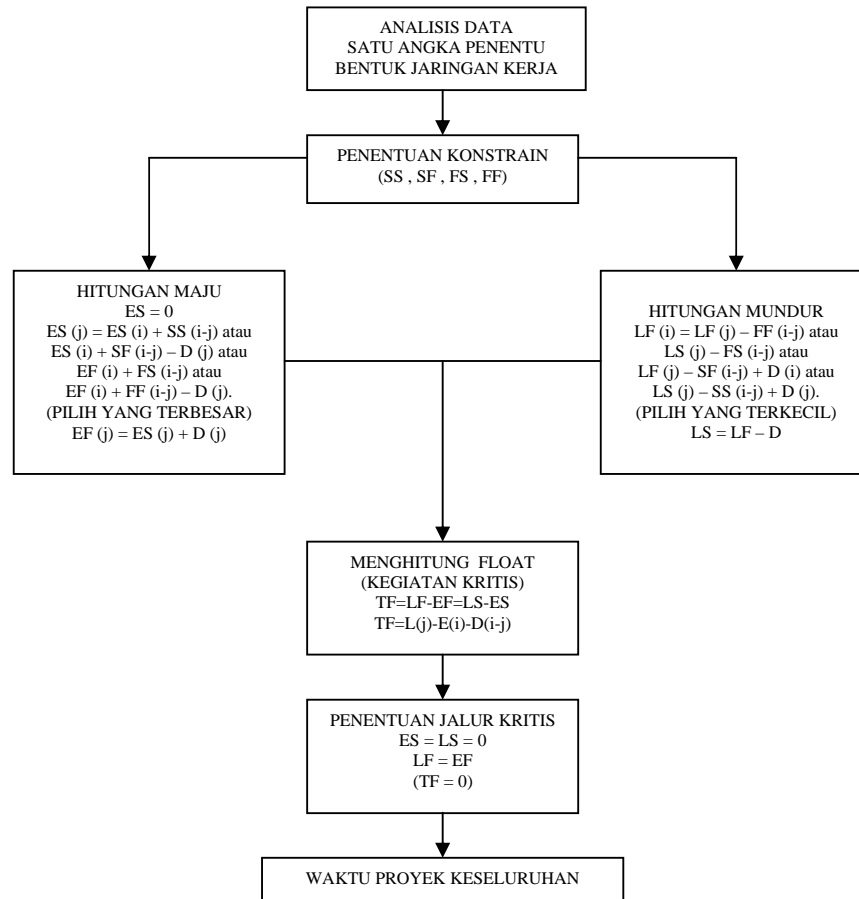 ANALISIS DATA
SATU ANGKA PENENTU
BENTUK JARINGAN KERJA
PENENTUAN KONSTRAIN
(SS , SF , FS , FF)
HITUNGAN MAJU
ES = 0
ES (j) = ES (i) + SS (i-j) atau
ES (i) + SF (i-j) – D (j) atau
EF (i) + FS (i-j) atau
EF (i) + FF (i-j) – D (j).
(PILIH YANG TERBESAR)
EF (j) = ES (j) + D (j)
HITUNGAN MUNDUR
LF (i) = LF (j) – FF (i-j) atau
LS (j) – FS (i-j) atau
LF (j) – SF (i-j) + D (i) atau
LS (j) – SS (i-j) + D (j).
(PILIH YANG TERKECIL)
LS = LF – D
MENGHITUNG FLOAT
(KEGIATAN KRITIS)
TF=LF-EF=LS-ES
TF=L(j)-E(i)-D(i-j)
PENENTUAN JALUR KRITIS
ES = LS = 0
LF = EF
(TF = 0)
WAKTU PROYEK KESELURUHAN